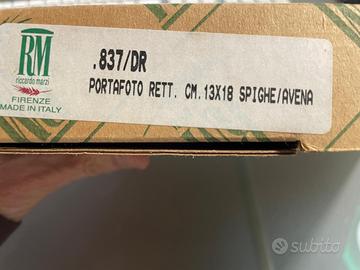 RM
riccardo marzi
FIRENZE
MADE IN ITALY
.837/DR
PORTAFOTO RETT. CM.13X18 SPIGHE/AVENA
subito